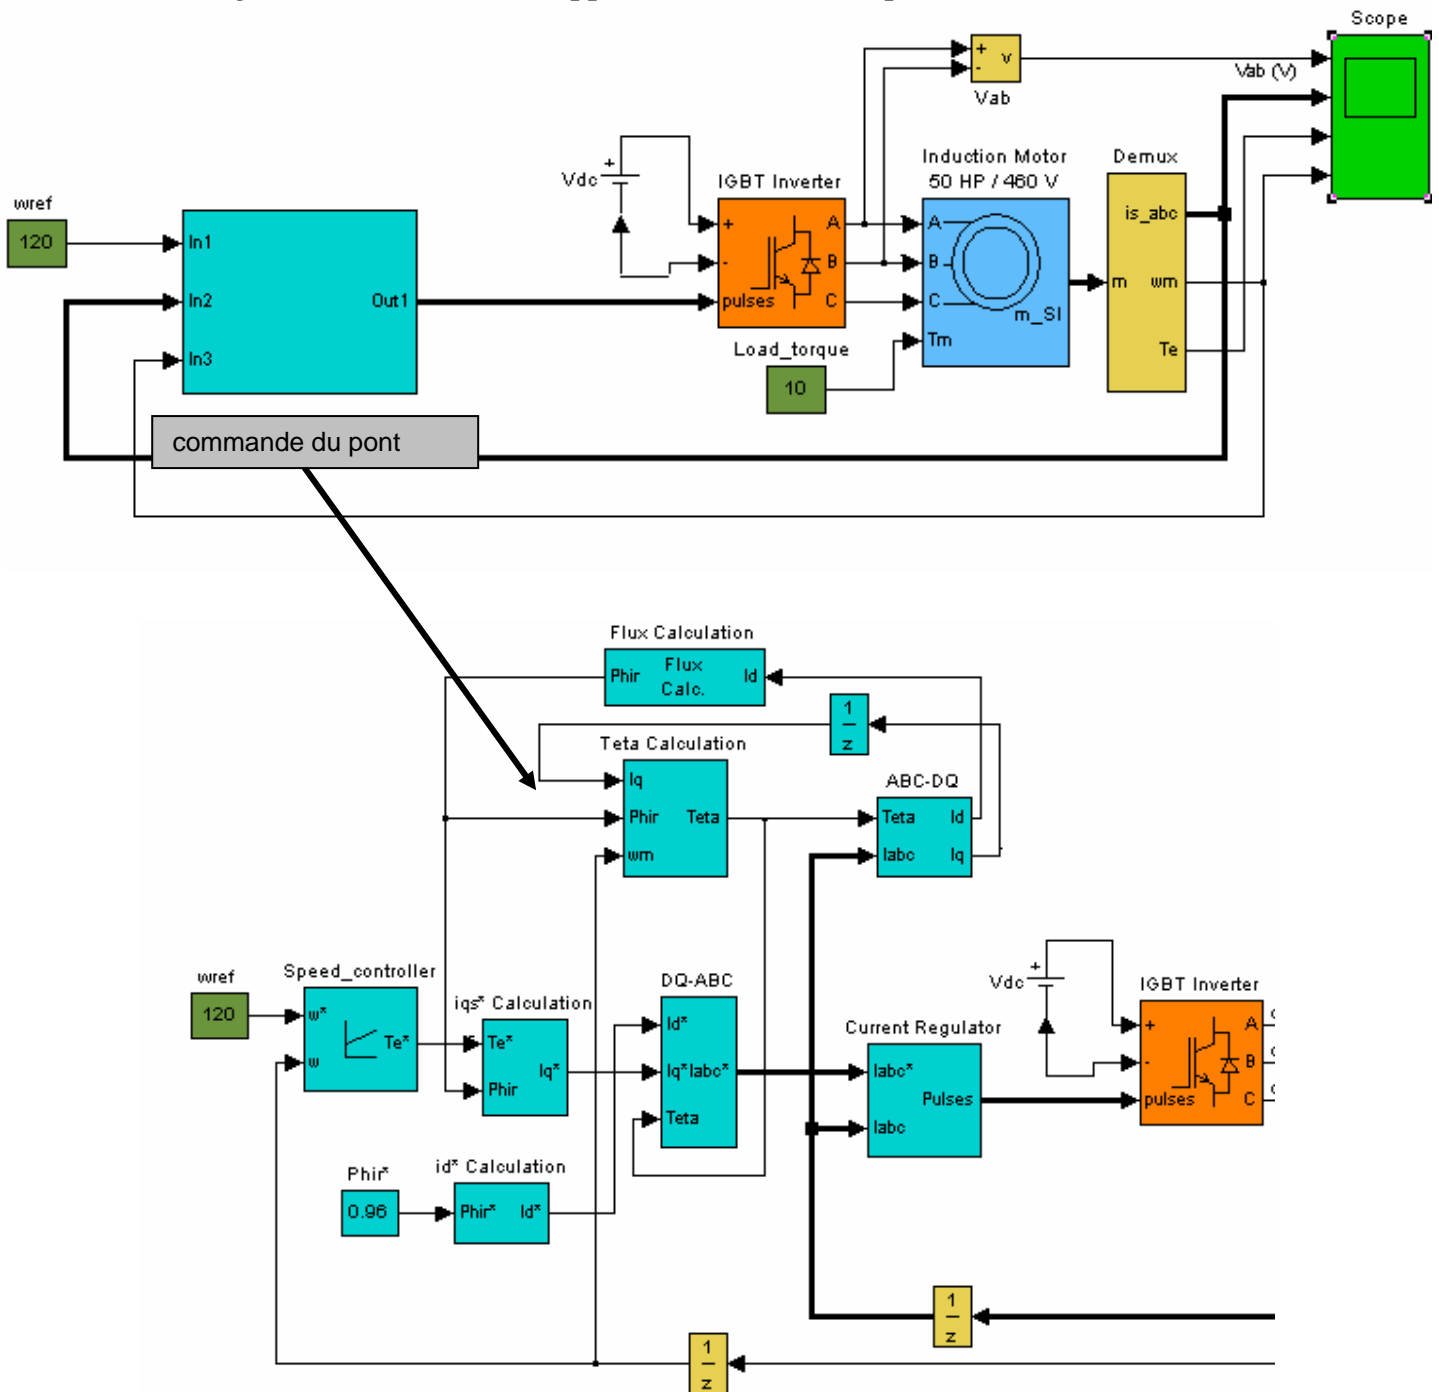 Scope
Vab (V)
+
-
v
Vab
Vdc
+
IGBT Inverter
+
-
pulses
A
B
C
Induction Motor
50 HP / 460 V
A
B
C
Tm
m_SI
Demux
m
is_abc
wm
Te
wref
120
In1
In2
In3
Out1
Load_torque
10
commande du pont
Flux Calculation
Phir
Flux
Calc.
Id
1
z
Teta Calculation
Iq
Phir
wm
Teta
ABC-DQ
Teta
Iabc
Id
Iq
wref
120
Speed_controller
w*
w
Te*
iqs* Calculation
Te*
Phir
Iq*
DQ-ABC
Id*
Iq*
Iabc*
Teta
Current Regulator
Iabc*
Iabc
Pulses
Vdc
+
IGBT Inverter
+
-
pulses
A
B
C
Phir*
0.96
id* Calculation
Phir*
Id*
1
z
1
z